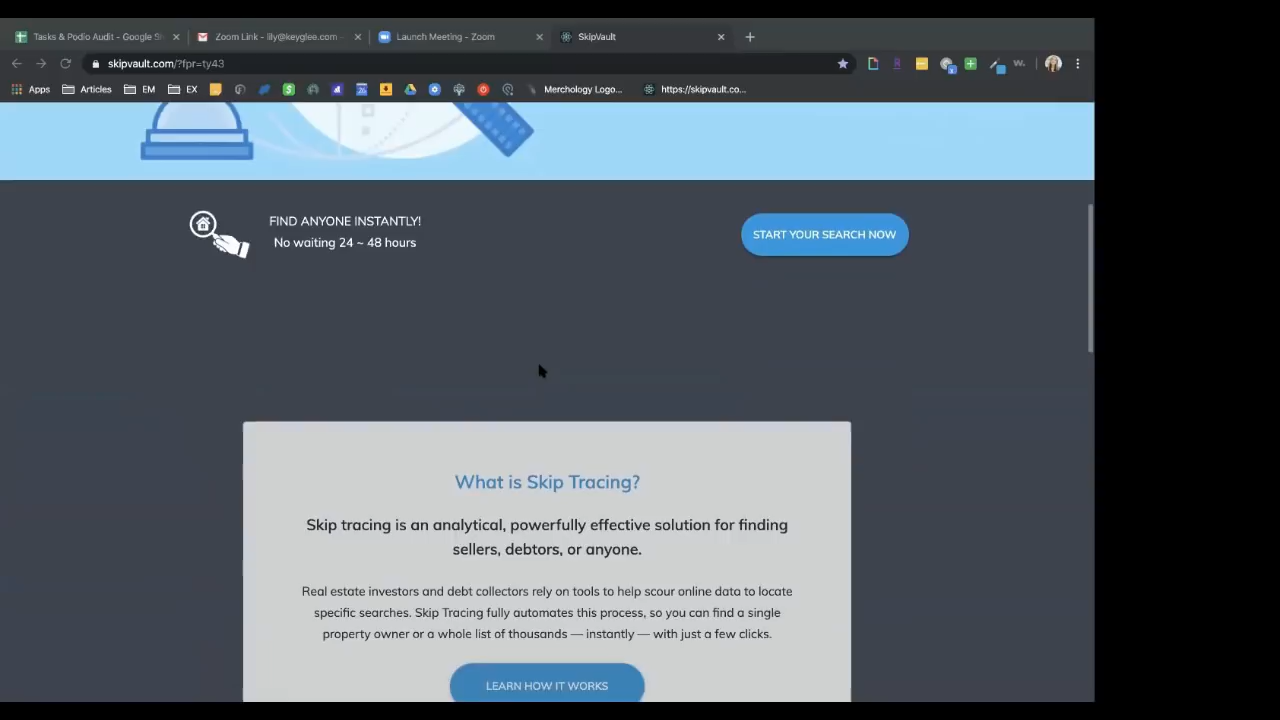 Tasks & Podio Audit - Google Sh
Zoom Link - lily@keyglee.com -
Launch Meeting - Zoom
SkipVault
skipvault.com/?fpr=ty43
Apps
Articles
EM
EX
Merchology Logo...
https://skipvault.co...
FIND ANYONE INSTANTLY!
No waiting 24 ~ 48 hours
START YOUR SEARCH NOW
What is Skip Tracing?
Skip tracing is an analytical, powerfully effective solution for finding
sellers, debtors, or anyone.
Real estate investors and debt collectors rely on tools to help scour online data to locate
specific searches. Skip Tracing fully automates this process, so you can find a single
property owner or a whole list of thousands — instantly — with just a few clicks.
LEARN HOW IT WORKS